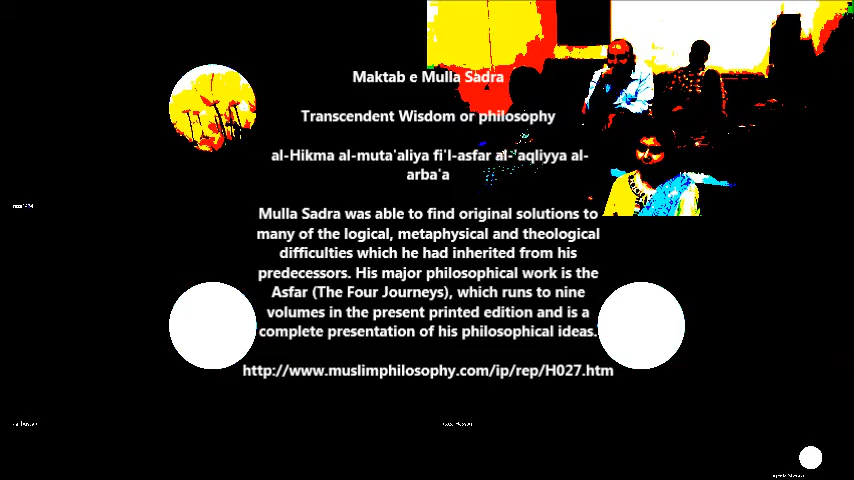 Maktab e Mulla Sadra
Transcendent Wisdom or philosophy
al-Hikma al-muta'aliya fi'l-asfar al-'aqliyya al-
arba'a
Mulla Sadra was able to find original solutions to
many of the logical, metaphysical and theological
difficulties which he had inherited from his
predecessors. His major philosophical work is the
Asfar (The Four Journeys), which runs to nine
volumes in the present printed edition and is a
complete presentation of his philosophical ideas.
http://www.muslimphilosophy.com/ip/rep/H027.htm